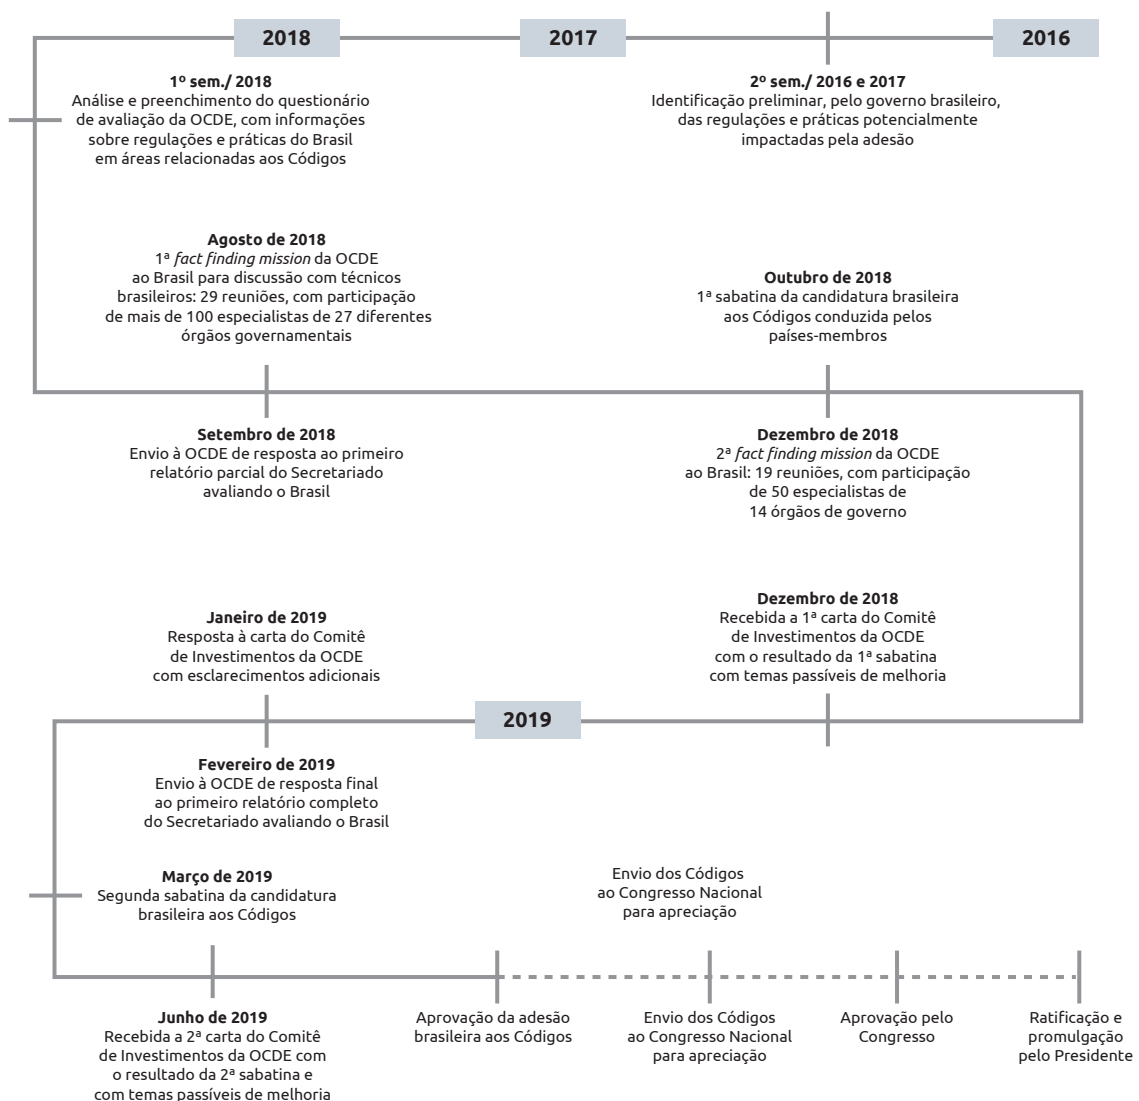 2018
2017
2016
1º sem./ 2018
Análise e preenchimento do questionário
de avaliação da OCDE, com informações
sobre regulações e práticas do Brasil
em áreas relacionadas aos Códigos
2º sem./ 2016 e 2017
Identificação preliminar, pelo governo brasileiro,
das regulações e práticas potencialmente
impactadas pela adesão
Agosto de 2018
1ª fact finding mission da OCDE
ao Brasil para discussão com técnicos
brasileiros: 29 reuniões, com participação
de mais de 100 especialistas de 27 diferentes
órgãos governamentais
Outubro de 2018
1ª sabatina da candidatura brasileira
aos Códigos conduzida pelos
países-membros
Setembro de 2018
Envio à OCDE de resposta ao primeiro
relatório parcial do Secretariado
avaliando o Brasil
Dezembro de 2018
2ª fact finding mission da OCDE
ao Brasil: 19 reuniões, com participação
de 50 especialistas de
14 órgãos de governo
Janeiro de 2019
Resposta à carta do Comitê
de Investimentos da OCDE
com esclarecimentos adicionais
Dezembro de 2018
Recebida a 1ª carta do Comitê
de Investimentos da OCDE
com o resultado da 1ª sabatina
com temas passíveis de melhoria
2019
Fevereiro de 2019
Envio à OCDE de resposta final
ao primeiro relatório completo
do Secretariado avaliando o Brasil
Março de 2019
Segunda sabatina da candidatura
brasileira aos Códigos
Envio dos Códigos
ao Congresso Nacional
para apreciação
Junho de 2019
Recebida a 2ª carta do Comitê
de Investimentos da OCDE com
o resultado da 2ª sabatina e
com temas passíveis de melhoria
Aprovação da adesão
brasileira aos Códigos
Envio dos Códigos
ao Congresso Nacional
para apreciação
Aprovação pelo
Congresso
Ratificação e
promulgação
pelo Presidente